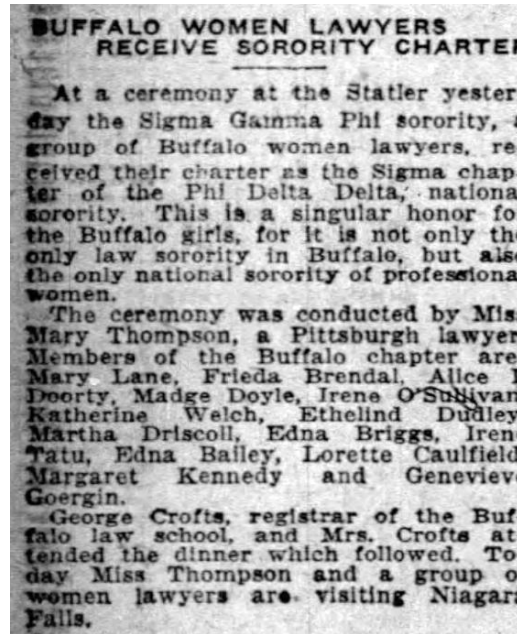 BUFFALO WOMEN LAWYERS
RECEIVE SORORITY CHARTER
At a ceremony at the Statler yester
day the Sigma Gamma Phi sorority, a
group of Buffalo women lawyers, re
ceived their charter as the Sigma chap
ter of the Phi Delta Delta, nationa
sorority. This is a singular honor fo
the Buffalo girls, for it is not only th
only law sorority in Buffalo, but also
the only national sorority of professiona
women.
The ceremony was conducted by Miss
Mary Thompson, a Pittsburgh lawyer
Members of the Buffalo chapter are
Mary Lane, Frieda Brendal, Alice
Doorty, Madge Doyle, Irene O'Sullivan
Katherine Welch, Ethelind Dudley
Martha Driscoll, Edna Briggs, Iren
Tatu, Edna Bailey, Lorette Caulfield
Margaret Kennedy and Genevieve
Goergin.
George Crofts, registrar of the Buf
falo law school, and Mrs. Crofts at
tended the dinner which followed. To
day Miss Thompson and a group o
women lawyers are visiting Niagara
Falls.